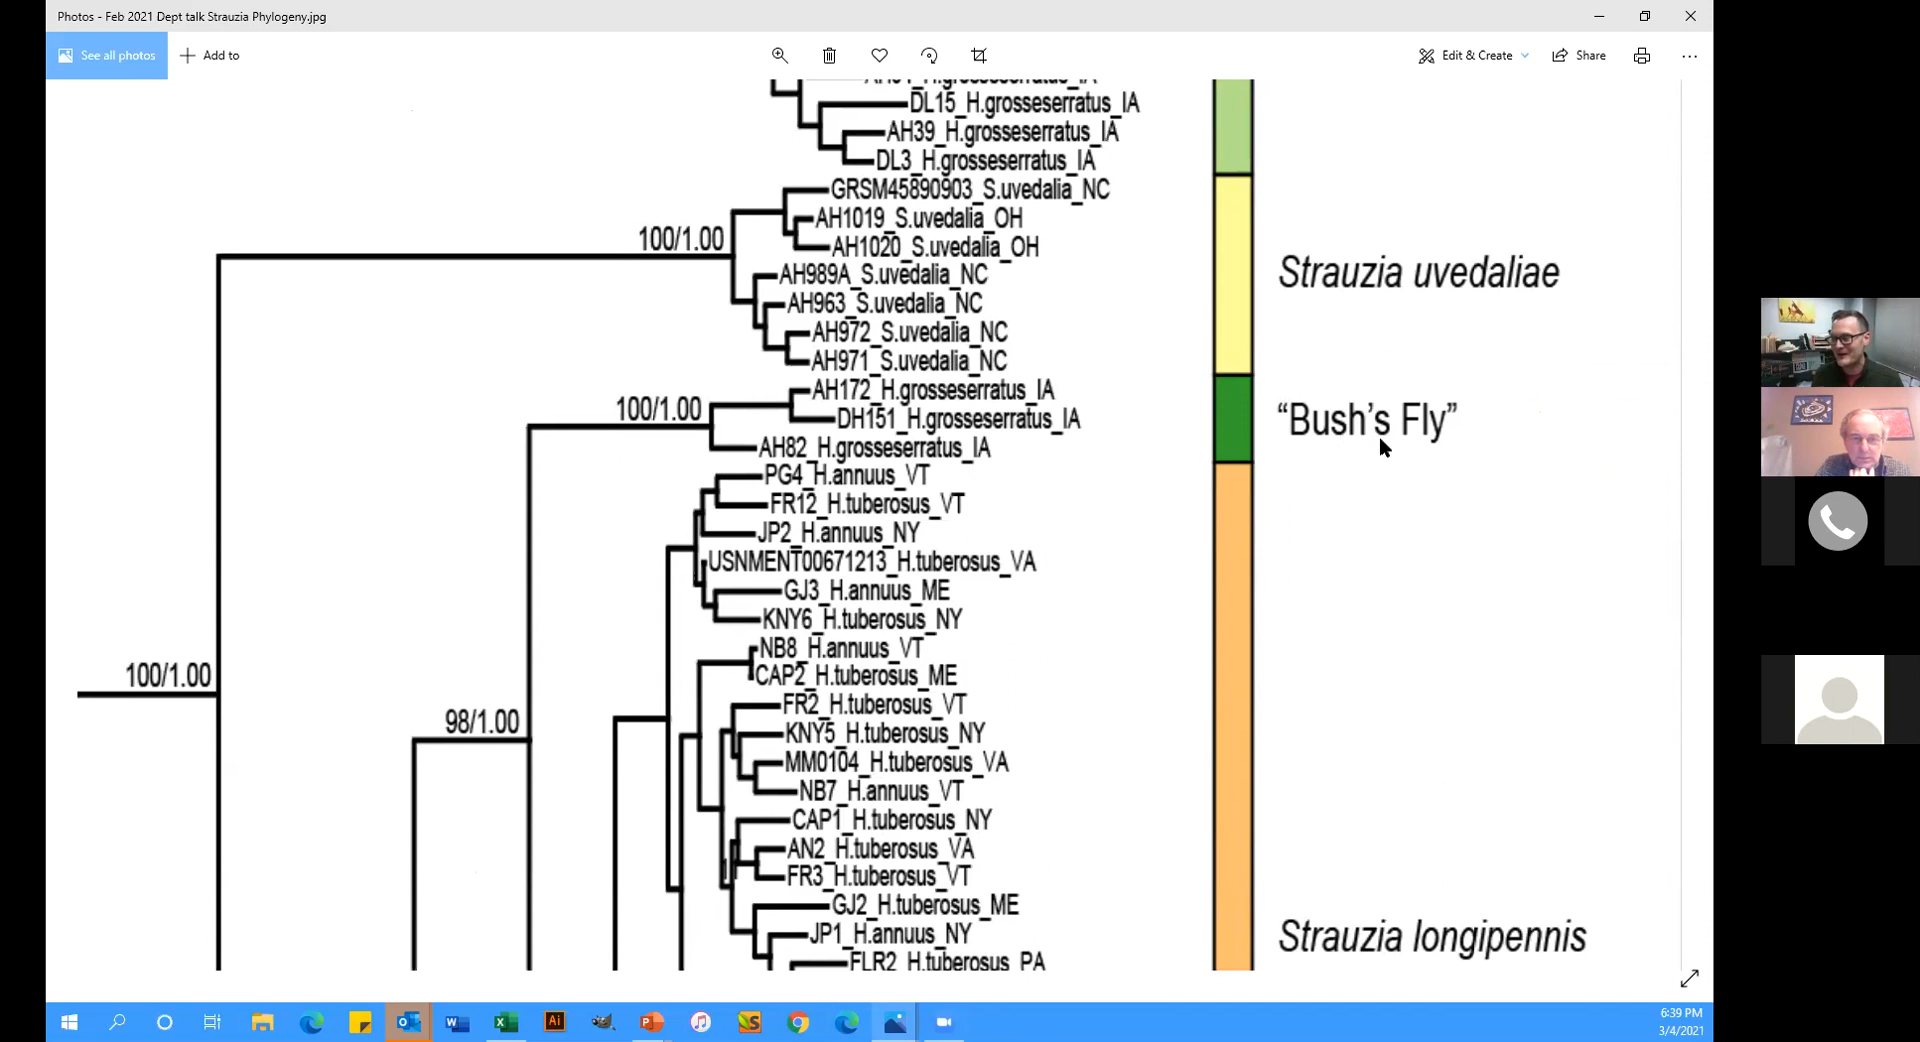 Photos - Feb 2021 Dept talk Strauzia Phylogeny.jpg
See all photos
Add to
Edit & Create
Share
DL15_H.grosseserratus_IA
AH39_H.grosseserratus_IA
DL3_H.grosseserratus_IA
GRSM45890903_S.uvedalia_NC
AH1019_S.uvedalia_OH
100/1.00
AH1020_S.uvedalia_OH
AH989A_S.uvedalia_NC
Strauzia uvedaliae
AH963_S.uvedalia_NC
AH972_S.uvedalia_NC
AH971_S.uvedalia_NC
AH172_H.grosseserratus_IA
100/1.00
DH151_H.grosseserratus_IA
“Bush’s Fly”
AH82_H.grosseserratus_IA
PG4_H.annuus_VT
FR12_H.tuberosus_VT
JP2_H.annuus_NY
USNMENT00671213_H.tuberosus_VA
GJ3_H.annuus_ME
KNY6_H.tuberosus_NY
NB8_H.annuus_VT
100/1.00
CAP2_H.tuberosus_ME
FR2_H.tuberosus_VT
98/1.00
KNY5_H.tuberosus_NY
MM0104_H.tuberosus_VA
NB7_H.annuus_VT
CAP1_H.tuberosus_NY
AN2_H.tuberosus_VA
FR3_H.tuberosus_VT
GJ2_H.tuberosus_ME
JP1_H.annuus_NY
Strauzia longipennis
FLR2_H.tuberosus_PA
Ai
6:39 PM
3/4/2021